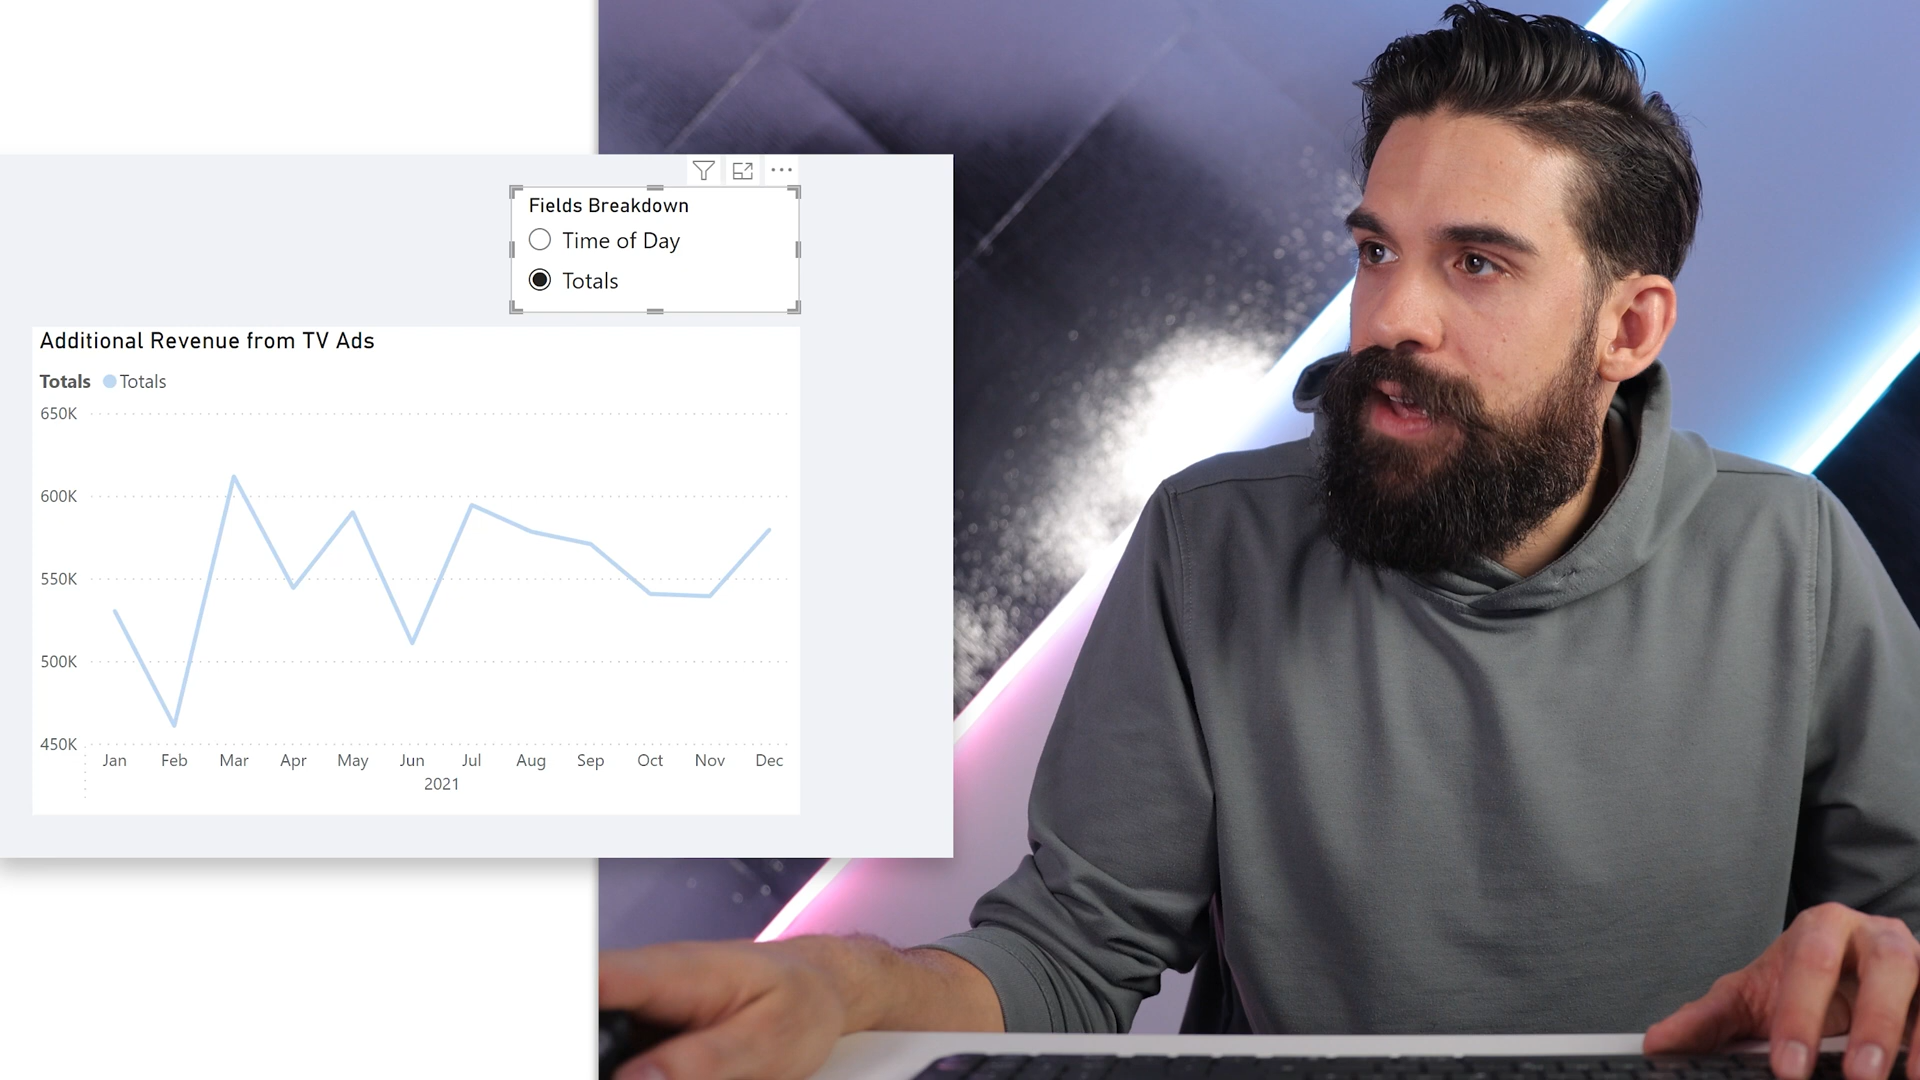 Fields Breakdown
Time of Day
Totals
Additional Revenue from TV Ads
Totals Totals
650K
600K
550K
500K
450K
Jan Feb Mar Apr May Jun Jul Aug Sep Oct Nov Dec
2021